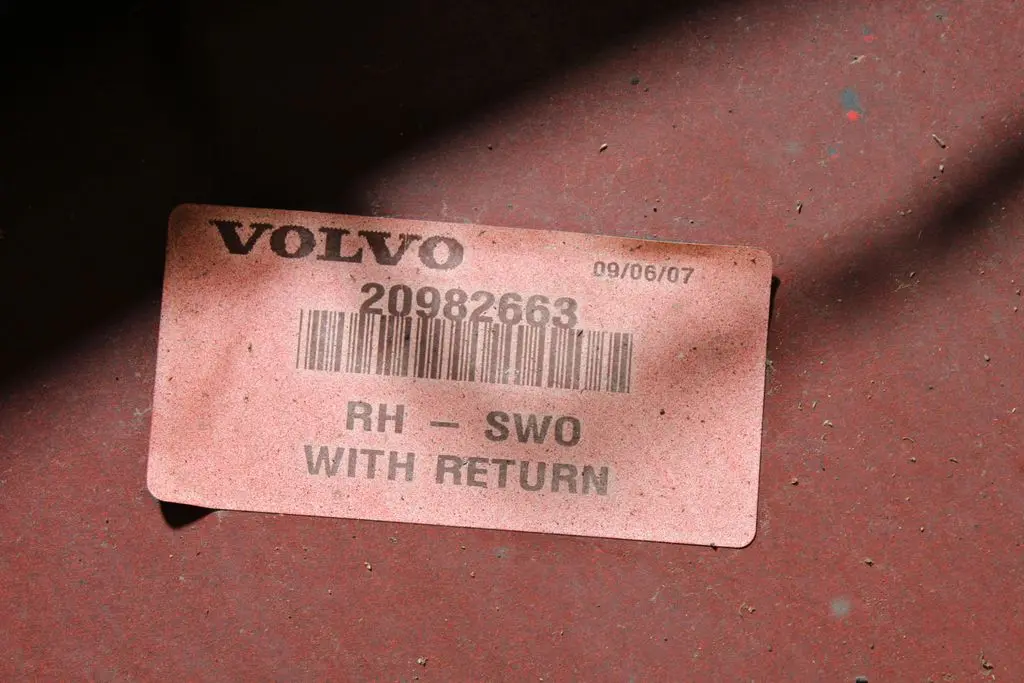 VOLVO
09/06/07
20982663
RH – SWO
WITH RETURN